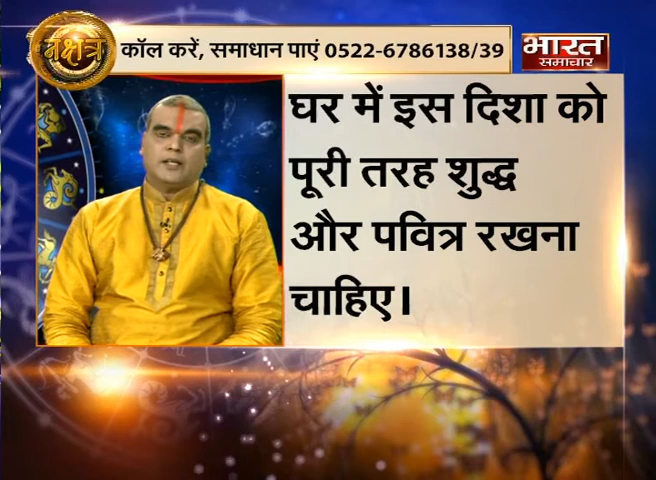 नक्षत्र
कॉल करें, समाधान पाएं 0522-6786138/39
भारत
समाचार
घर में इस दिशा को
पूरी तरह शुद्ध
और पवित्र रखना
चाहिए।